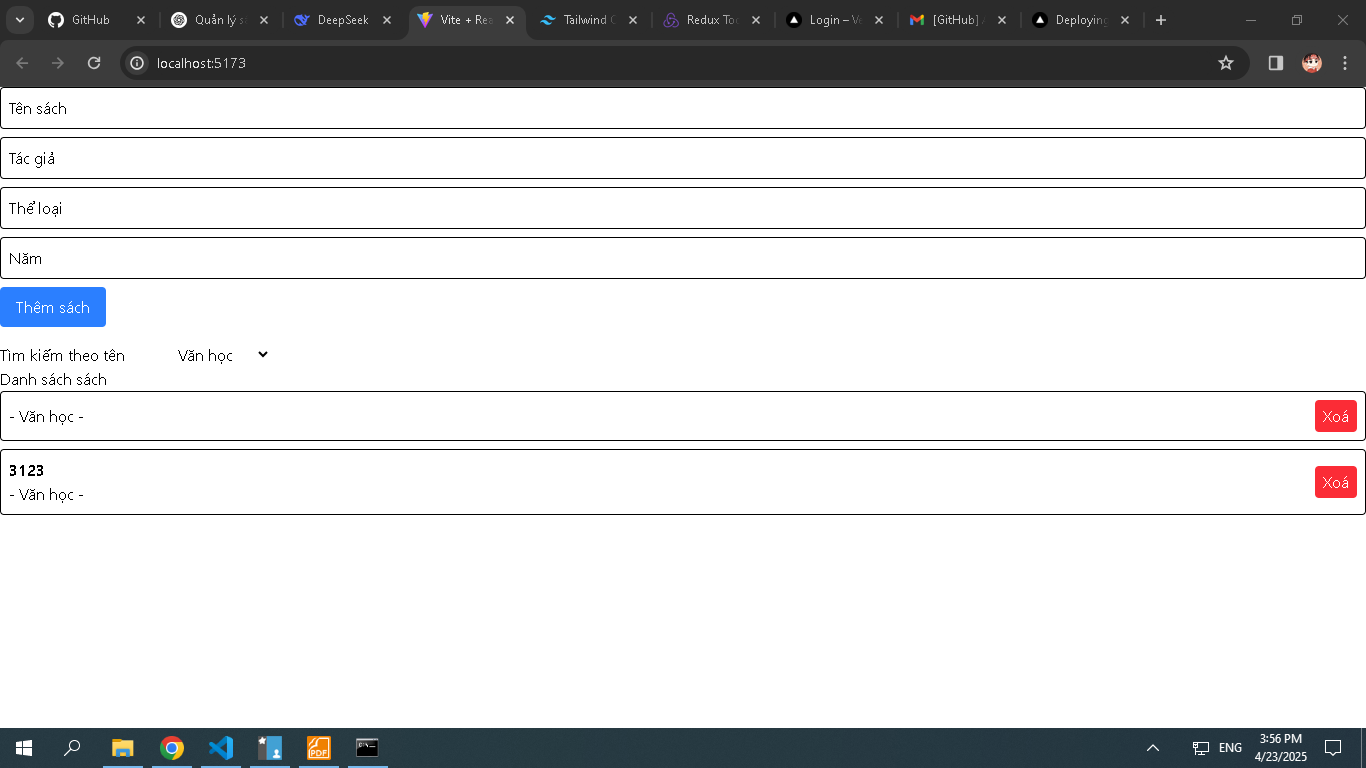 GitHub
Quản lý s
DeepSeek
Vite + Rea
Tailwind C
Redux Too
Login – Ve
[GitHub] A
Deploying
localhost:5173
Tên sách
Tác giả
Thể loại
Năm
Thêm sách
Tìm kiếm theo tên Văn học
Danh sách sách
- Văn học - Xoá
3123
- Văn học - Xoá
PDF
ENG
3:56 PM
4/23/2025